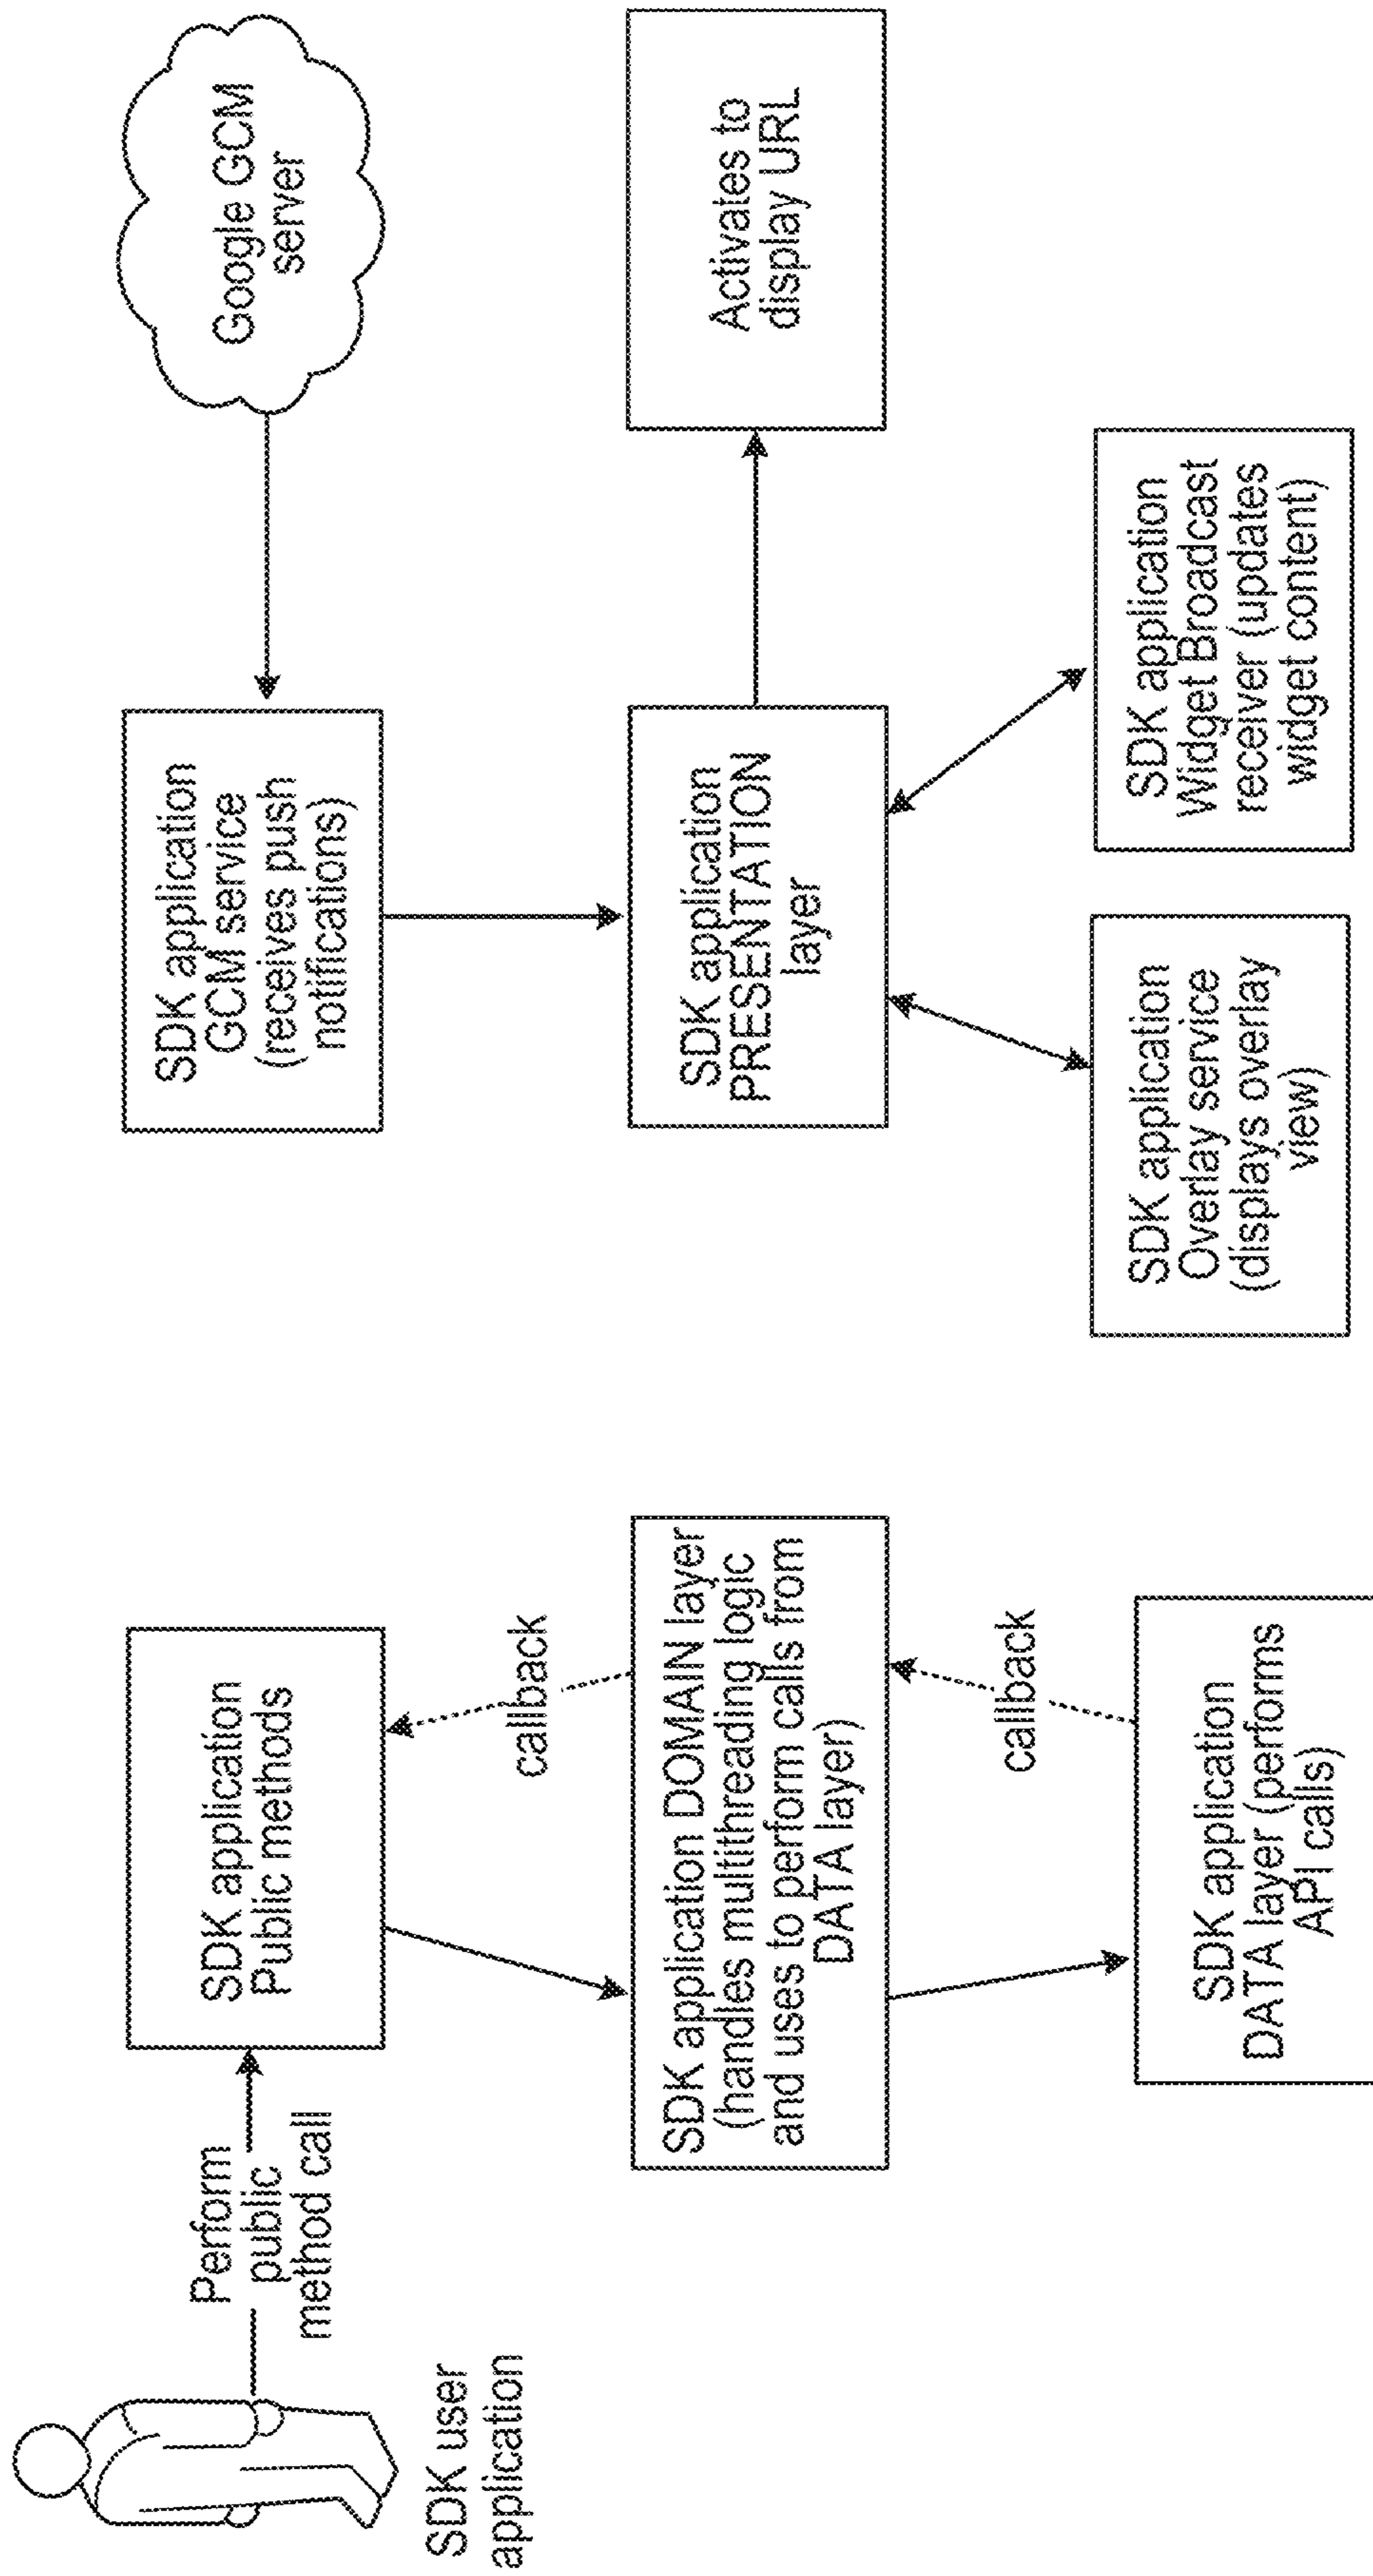 SDK user
application
Perform
public
method call
SDK application
Public methods
callback
SDK application DOMAIN layer
(handles multithreading logic
and uses to perform calls from
DATA layer)
callback
SDK application
DATA layer (performs
API calls)
Google GCM
server
SDK application
GCM service
(receives push
notifications)
SDK application
PRESENTATION
layer
Activates to
display URL
SDK application
Overlay service
(displays overlay
view)
SDK application
Widget Broadcast
receiver (updates
widget content)